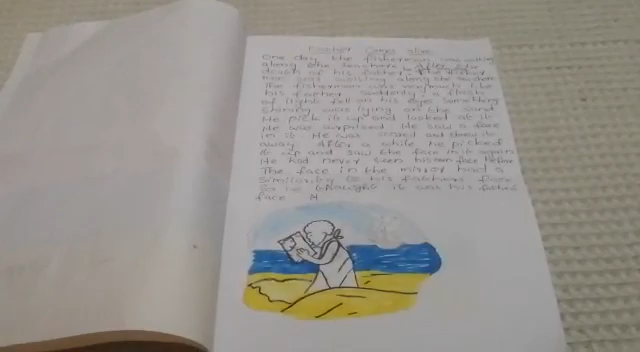 Father Comes alive
One day the fisherman was walking
along the seashore After the
death of his father. The fisher
man was walking along the seashore
The fisherman was very much like
his father Suddenly a flash
of light fell on his eyes Something
shining was lying on the sand
He pick it up and looked at it
He was surprised He saw a face
in it He was scared and threw it
away After a while he picked
it up and saw the face in it again
He had never seen his own face before
The face in the mirror had a
similarity to his fathers face
So he thought it was his fathers
face